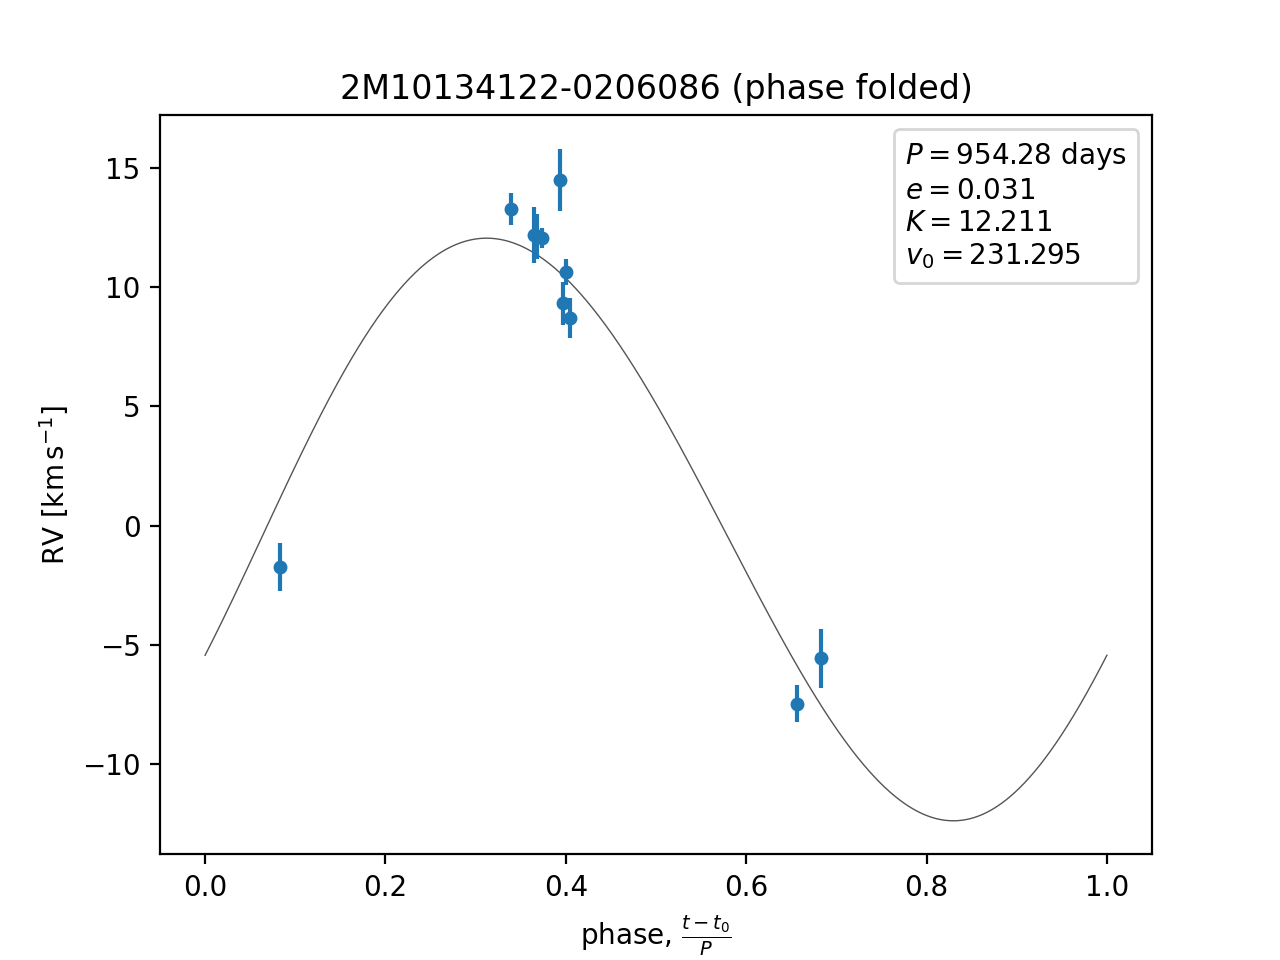 2M10134122-0206086 (phase folded)
P = 954.28 days
e = 0.031
K = 12.211
v₀ = 231.295
RV [km s⁻¹]
15
10
5
0
−5
−10
0.0 0.2 0.4 0.6 0.8 1.0
phase, (t − t₀)/P